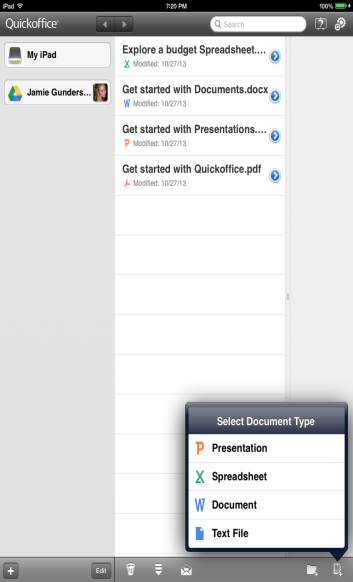 iPad 7:20 PM 100%
Quickoffice Search
My iPad
Jamie Gunders...
Explore a budget Spreadsheet....
Modified: 10/27/13
Get started with Documents.docx
Modified: 10/27/13
Get started with Presentations....
Modified: 10/27/13
Get started with Quickoffice.pdf
Modified: 10/27/13
Select Document Type
Presentation
Spreadsheet
Document
Text File
Edit